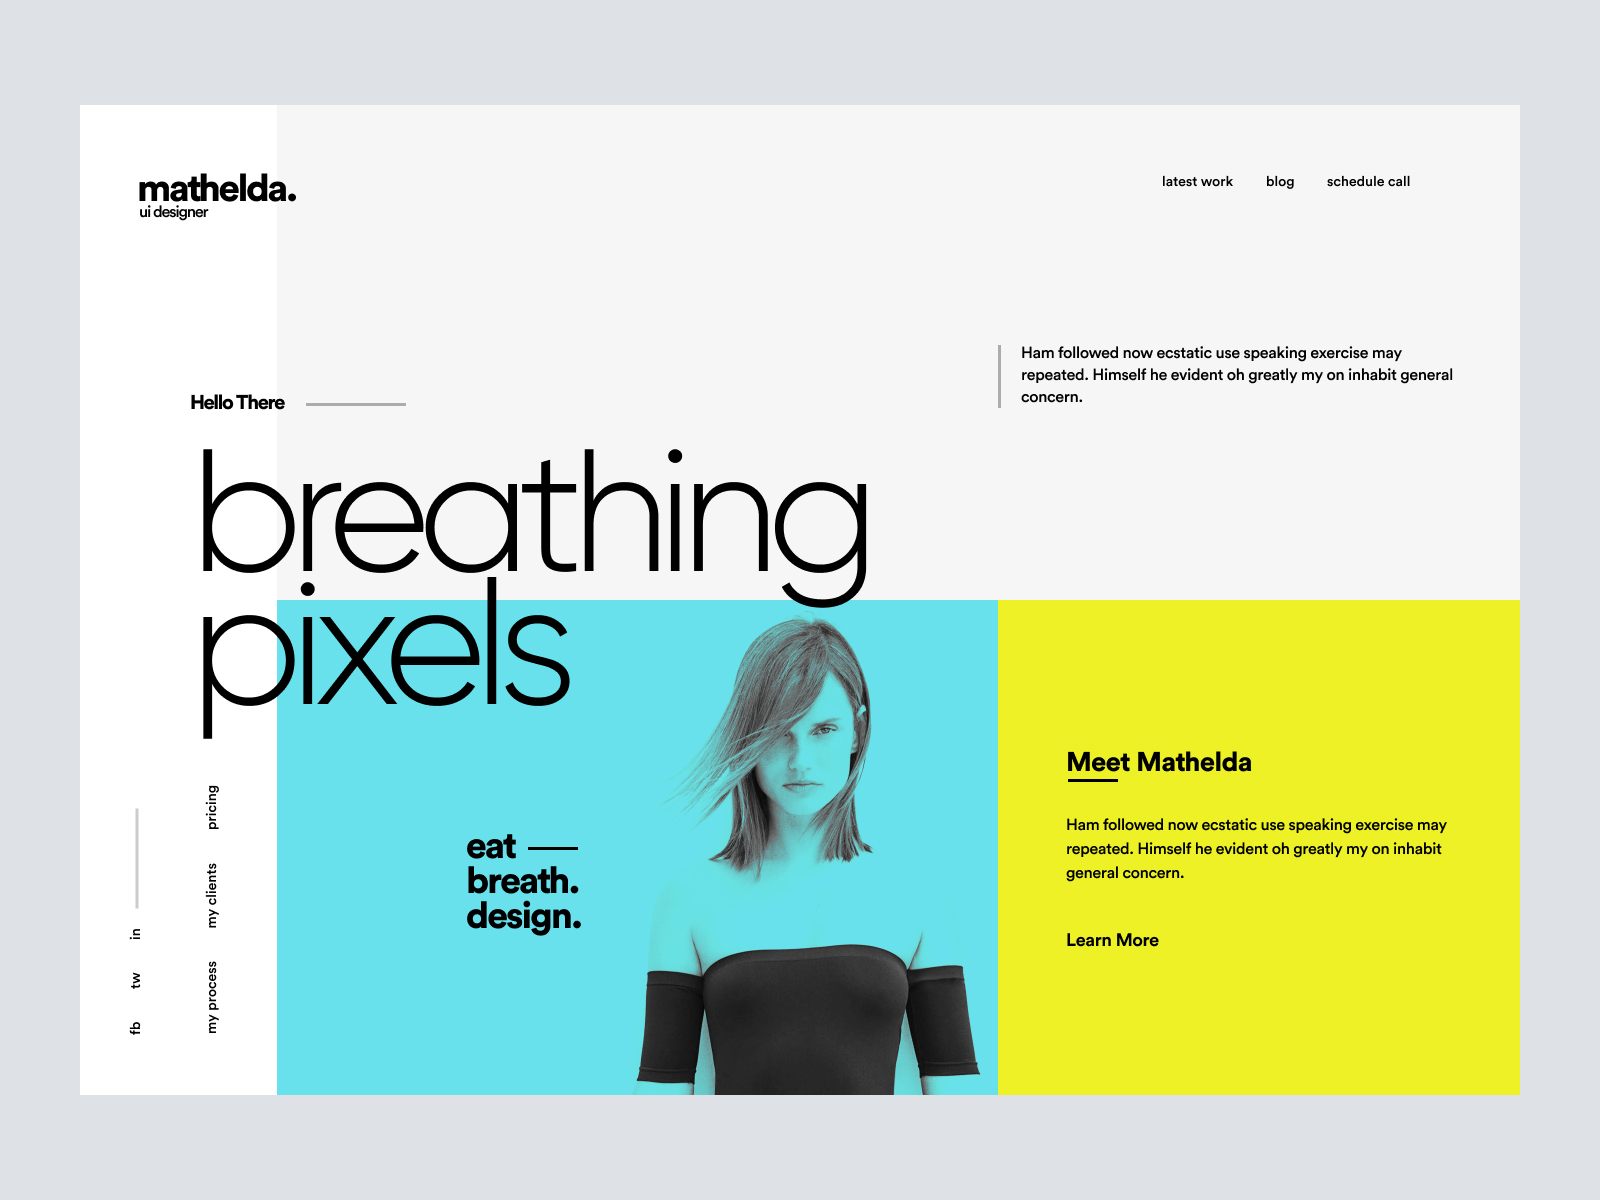 mathelda.
ui designer
latest work
blog
schedule call
Ham followed now ecstatic use speaking exercise may
repeated. Himself he evident oh greatly my on inhabit general
concern.
Hello There
breathing
pixels
pricing
my clients
my process
in
tw
fb
eat
breath.
design.
Meet Mathelda
Ham followed now ecstatic use speaking exercise may
repeated. Himself he evident oh greatly my on inhabit
general concern.
Learn More